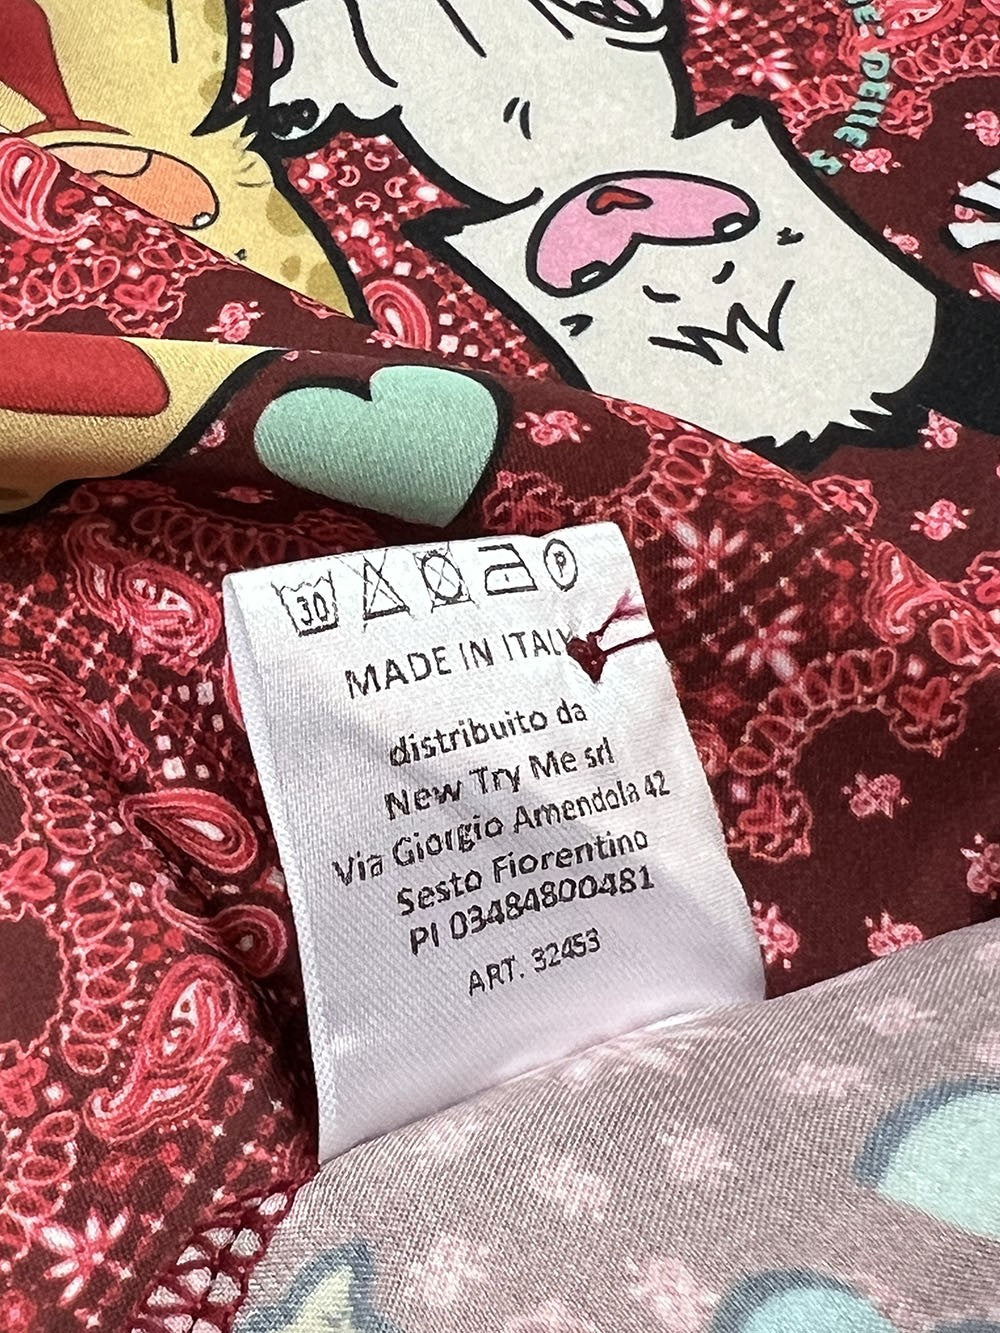 DELLE S
30
P
MADE IN ITALY
distribuito da
New Try Me srl
Via Giorgio Amendola 42
Sesto Fiorentino
PI 03484800481
ART. 32453